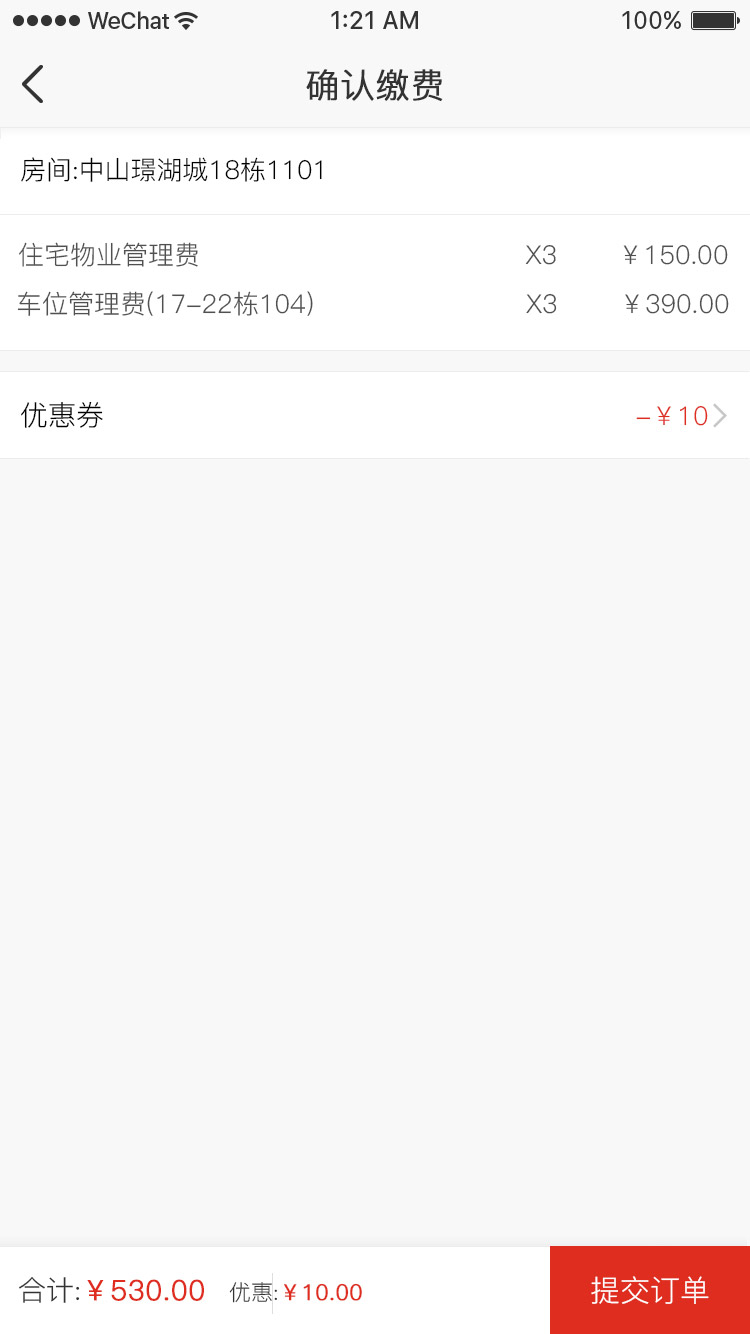 WeChat 1:21 AM 100%
确认缴费
房间:中山璟湖城18栋1101
住宅物业管理费 X3 ¥150.00
车位管理费(17-22栋104) X3 ¥390.00
优惠券 -¥10
合计:¥530.00 优惠:¥10.00 提交订单